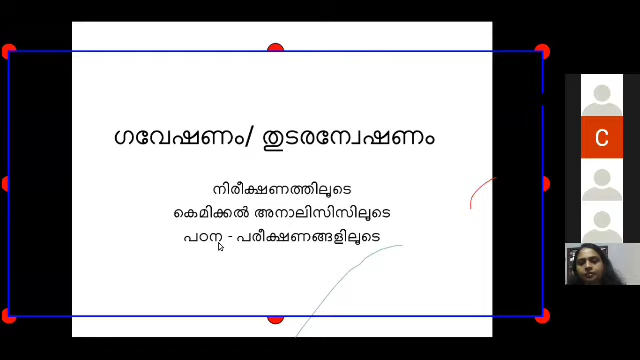 ഗവേഷണം/ തുടരന്വേഷണം
നിരീക്ഷണത്തിലൂടെ
കെമിക്കൽ അനാലിസിസിലൂടെ
പഠന - പരീക്ഷണങ്ങളിലൂടെ
C